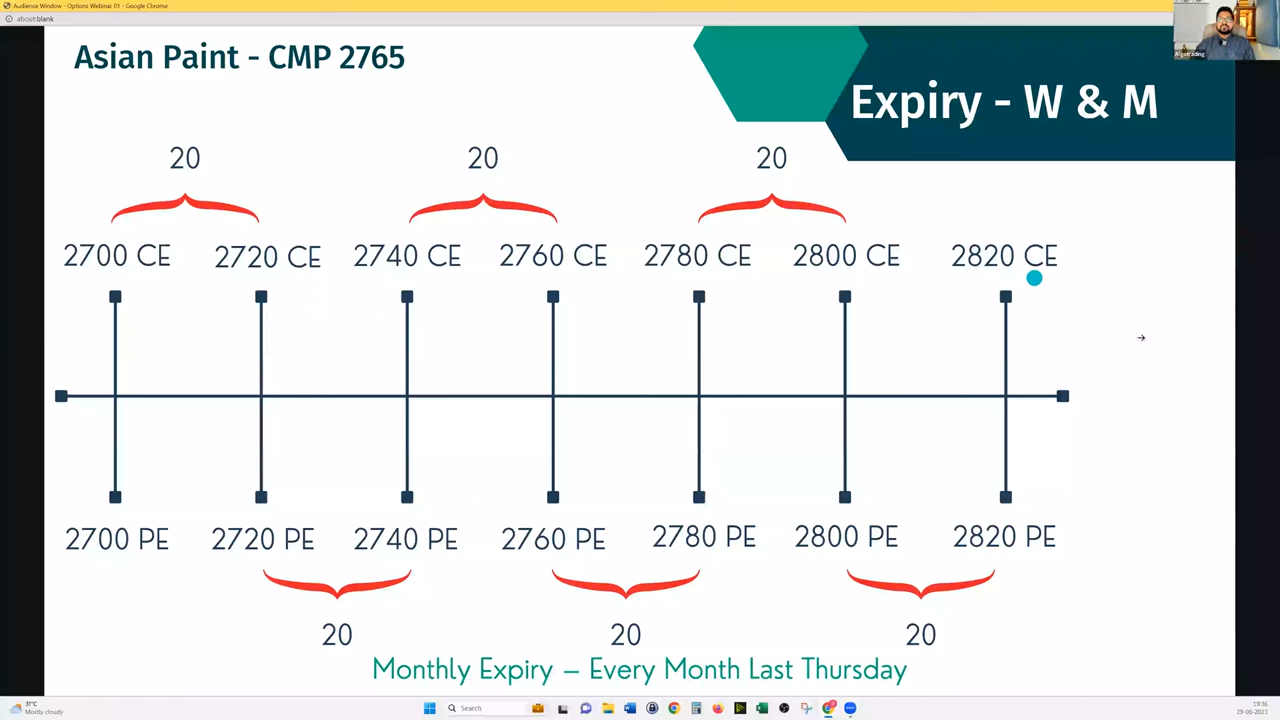 Audience Window - Options Webinar 01 - Google Chrome
about:blank
Asian Paint - CMP 2765
Algotrading
Expiry - W & M
20 20 20
2700 CE 2720 CE 2740 CE 2760 CE 2780 CE 2800 CE 2820 CE
2700 PE 2720 PE 2740 PE 2760 PE 2780 PE 2800 PE 2820 PE
20 20 20
Monthly Expiry – Every Month Last Thursday
31°C
Mostly cloudy
Search
19:36
29-06-2023